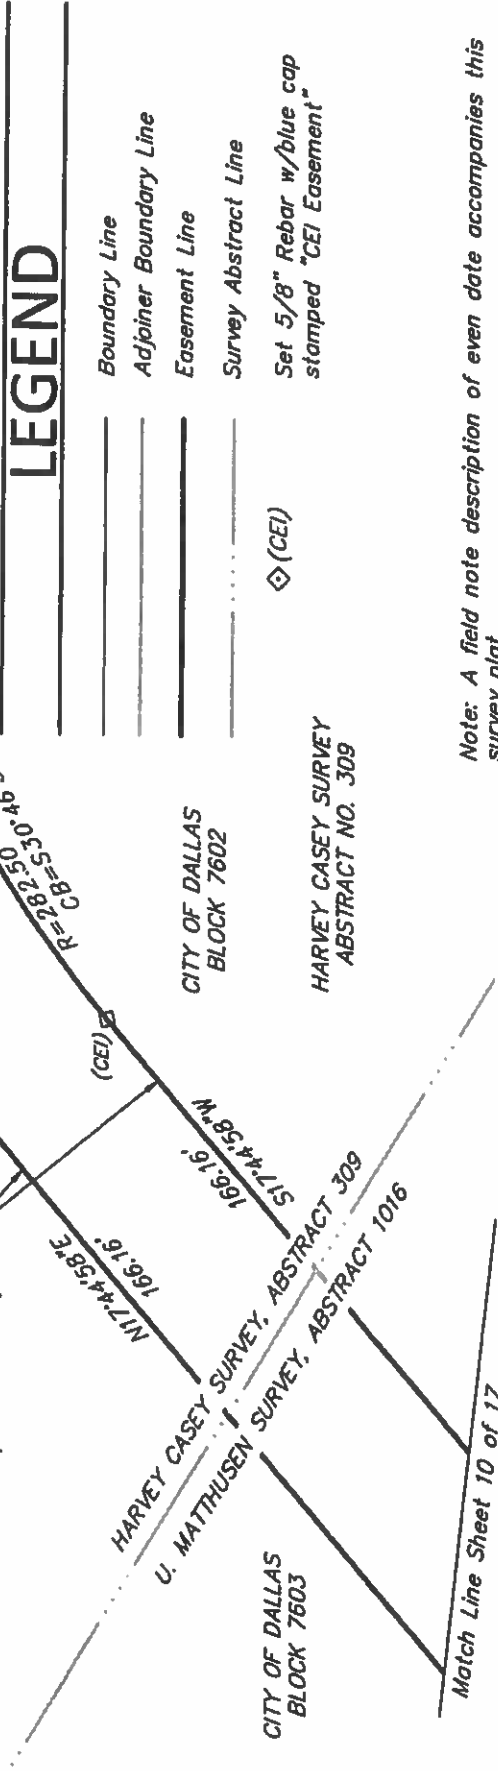 LEGEND
Boundary Line
Adjoiner Boundary Line
Easement Line
Survey Abstract Line
(CEI)
Set 5/8" Rebar w/blue cap
stamped "CEI Easement"
Note: A field note description of even date accompanies this
survey plat
R=282.50
CB=S30°46'
(CEI)
CITY OF DALLAS
BLOCK 7602
HARVEY CASEY SURVEY
ABSTRACT NO. 309
N17°44'58"E
166.16'
166.16'
S17°44'58"W
HARVEY CASEY SURVEY, ABSTRACT 309
U. MATTHUSEN SURVEY, ABSTRACT 1016
CITY OF DALLAS
BLOCK 7603
Match Line Sheet 10 of 17